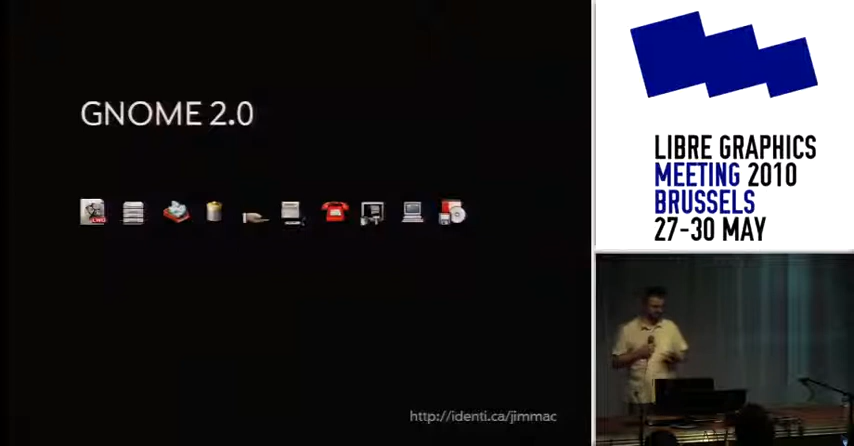 GNOME 2.0
http://identi.ca/jimmac
LIBRE GRAPHICS
MEETING 2010
BRUSSELS
27-30 MAY